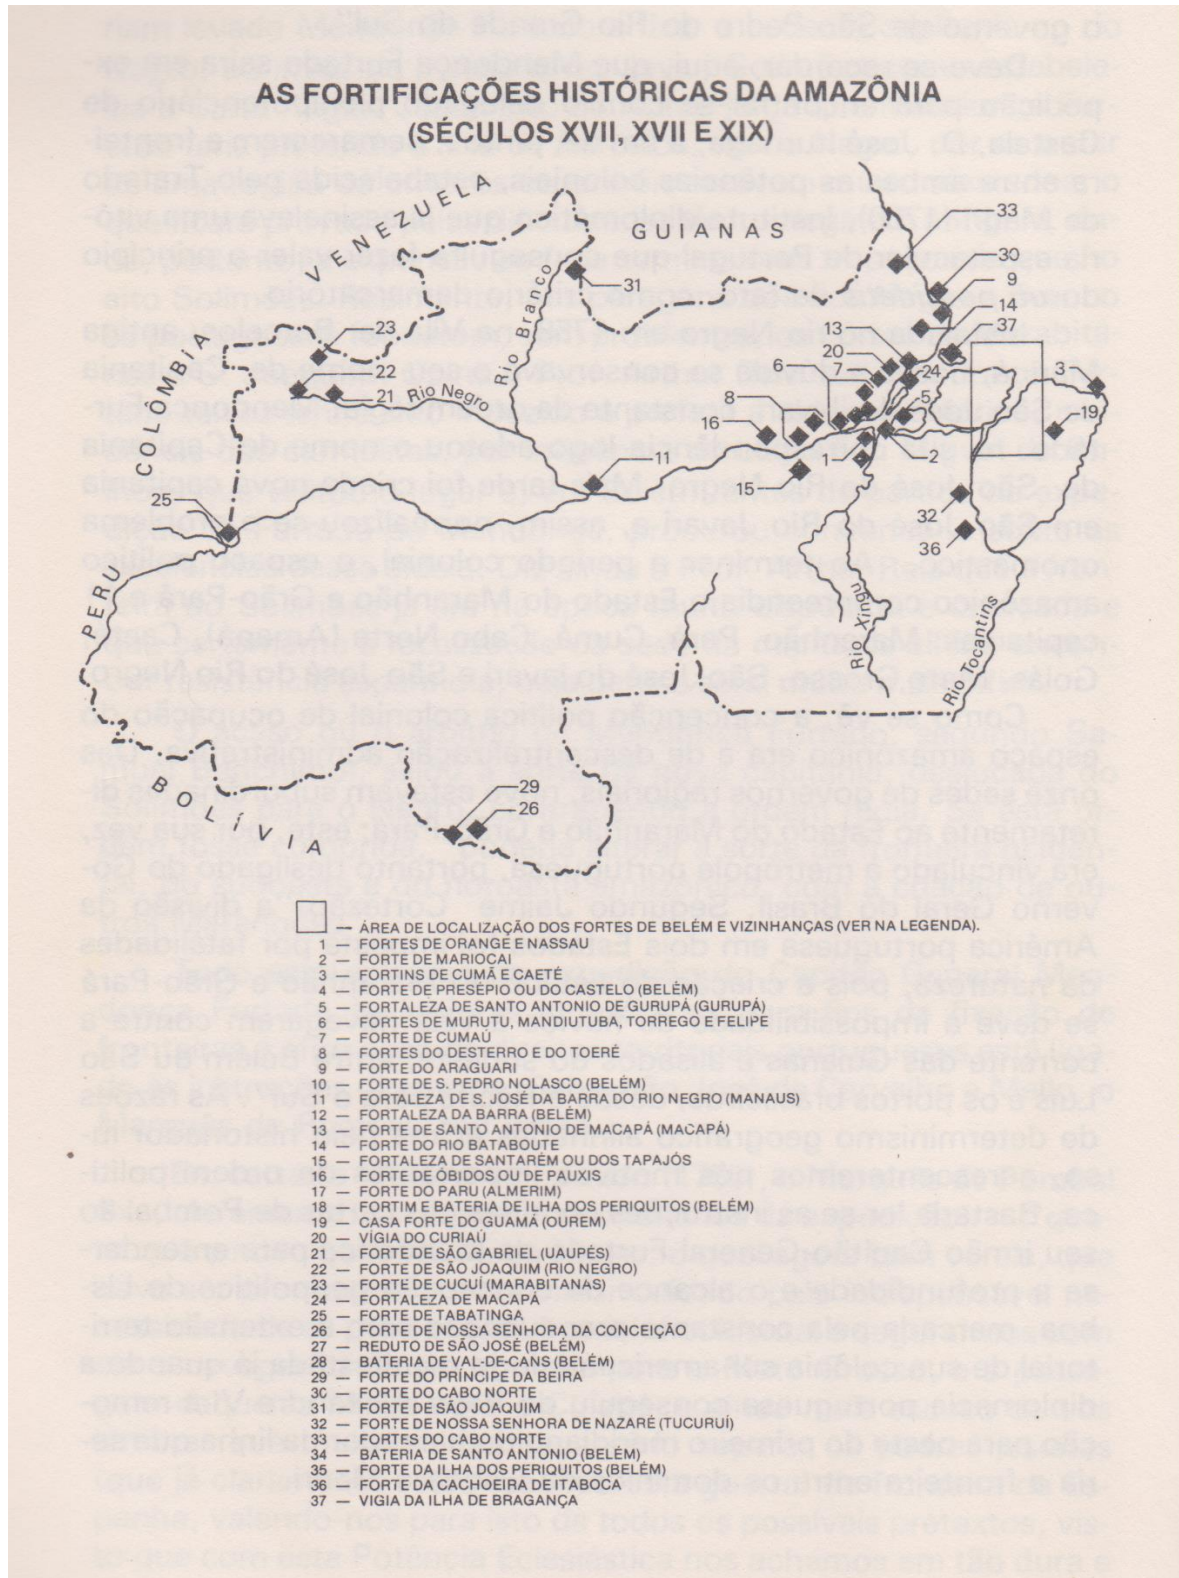 AS FORTIFICAÇÕES HISTÓRICAS DA AMAZÔNIA
(SÉCULOS XVII, XVII E XIX)
VENEZUELA
GUIANAS
COLOMBIA
PERU
BOLÍVIA
Rio Branco
Rio Negro
Rio Xingu
Rio Tocantins
33
30
9
14
37
13
20
31
23
22
21
6
7
24
3
8
5
19
16
11
1
2
15
25
32
36
29
26
— ÁREA DE LOCALIZAÇÃO DOS FORTES DE BELÉM E VIZINHANÇAS (VER NA LEGENDA).
1 — FORTES DE ORANGE E NASSAU
2 — FORTE DE MARIOCAI
3 — FORTINS DE CUMÃ E CAETÉ
4 — FORTE DE PRESÉPIO OU DO CASTELO (BELÉM)
5 — FORTALEZA DE SANTO ANTONIO DE GURUPÁ (GURUPÁ)
6 — FORTES DE MURUTU, MANDIUTUBA, TORREGO E FELIPE
7 — FORTE DE CUMAÚ
8 — FORTES DO DESTERRO E DO TOERÉ
9 — FORTE DO ARAGUARI
10 — FORTE DE S. PEDRO NOLASCO (BELÉM)
11 — FORTALEZA DE S. JOSÉ DA BARRA DO RIO NEGRO (MANAUS)
12 — FORTALEZA DA BARRA (BELÉM)
13 — FORTE DE SANTO ANTONIO DE MACAPÁ (MACAPÁ)
14 — FORTE DO RIO BATABOUTE
15 — FORTALEZA DE SANTARÉM OU DOS TAPAJÓS
16 — FORTE DE ÓBIDOS OU DE PAUXIS
17 — FORTE DO PARU (ALMERIM)
18 — FORTIM E BATERIA DE ILHA DOS PERIQUITOS (BELÉM)
19 — CASA FORTE DO GUAMÁ (OUREM)
20 — VÍGIA DO CURIAÚ
21 — FORTE DE SÃO GABRIEL (UAUPÉS)
22 — FORTE DE SÃO JOAQUIM (RIO NEGRO)
23 — FORTE DE CUCUÍ (MARABITANAS)
24 — FORTALEZA DE MACAPÁ
25 — FORTE DE TABATINGA
26 — FORTE DE NOSSA SENHORA DA CONCEIÇÃO
27 — REDUTO DE SÃO JOSÉ (BELÉM)
28 — BATERIA DE VAL-DE-CANS (BELÉM)
29 — FORTE DO PRÍNCIPE DA BEIRA
30 — FORTE DO CABO NORTE
31 — FORTE DE SÃO JOAQUIM
32 — FORTE DE NOSSA SENHORA DE NAZARÉ (TUCURUÍ)
33 — FORTES DO CABO NORTE
34 — BATERIA DE SANTO ANTONIO (BELÉM)
35 — FORTE DA ILHA DOS PERIQUITOS (BELÉM)
36 — FORTE DA CACHOEIRA DE ITABOCA
37 — VIGIA DA ILHA DE BRAGANÇA